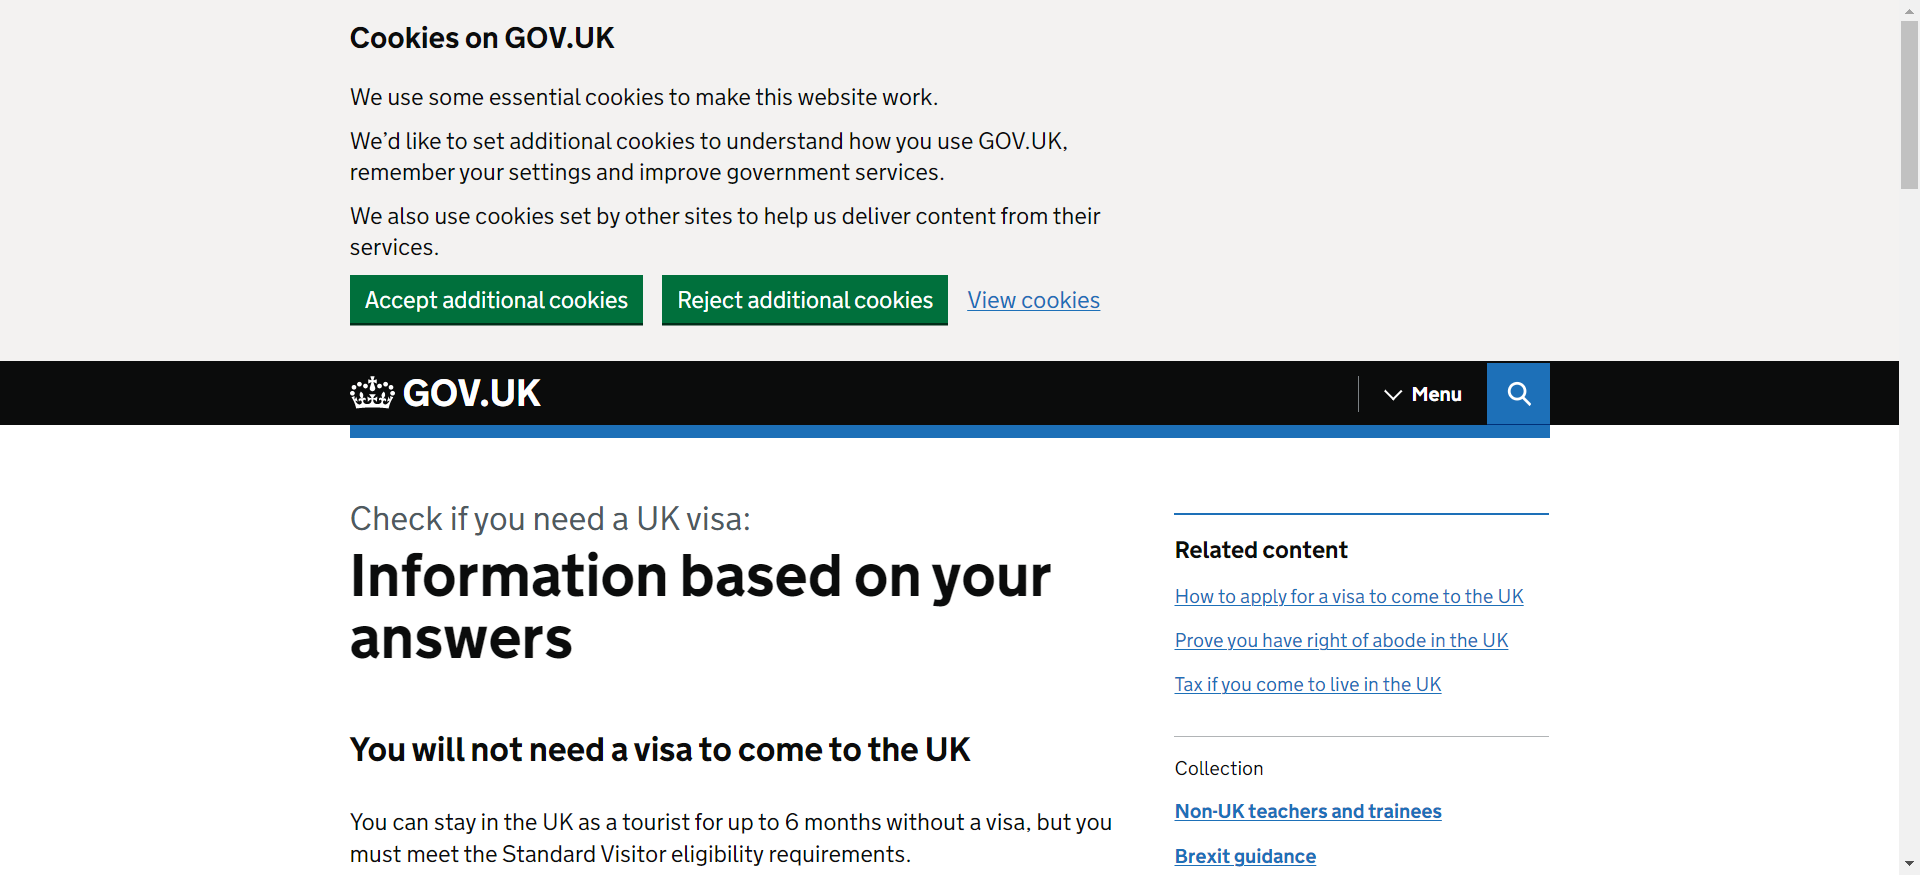 Cookies on GOV.UK
We use some essential cookies to make this website work.
We’d like to set additional cookies to understand how you use GOV.UK,
remember your settings and improve government services.
We also use cookies set by other sites to help us deliver content from their
services.
Accept additional cookies
Reject additional cookies
View cookies
GOV.UK
Menu
Check if you need a UK visa:
Information based on your
answers
You will not need a visa to come to the UK
You can stay in the UK as a tourist for up to 6 months without a visa, but you
must meet the Standard Visitor eligibility requirements.
Related content
How to apply for a visa to come to the UK
Prove you have right of abode in the UK
Tax if you come to live in the UK
Collection
Non-UK teachers and trainees
Brexit guidance